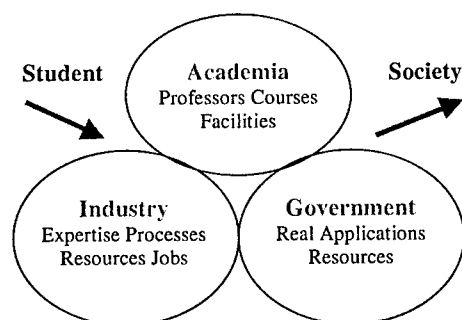 Student
Academia
Society
Professors Courses
Facilities
Industry
Expertise Processes
Resources Jobs
Government
Real Applications
Resources